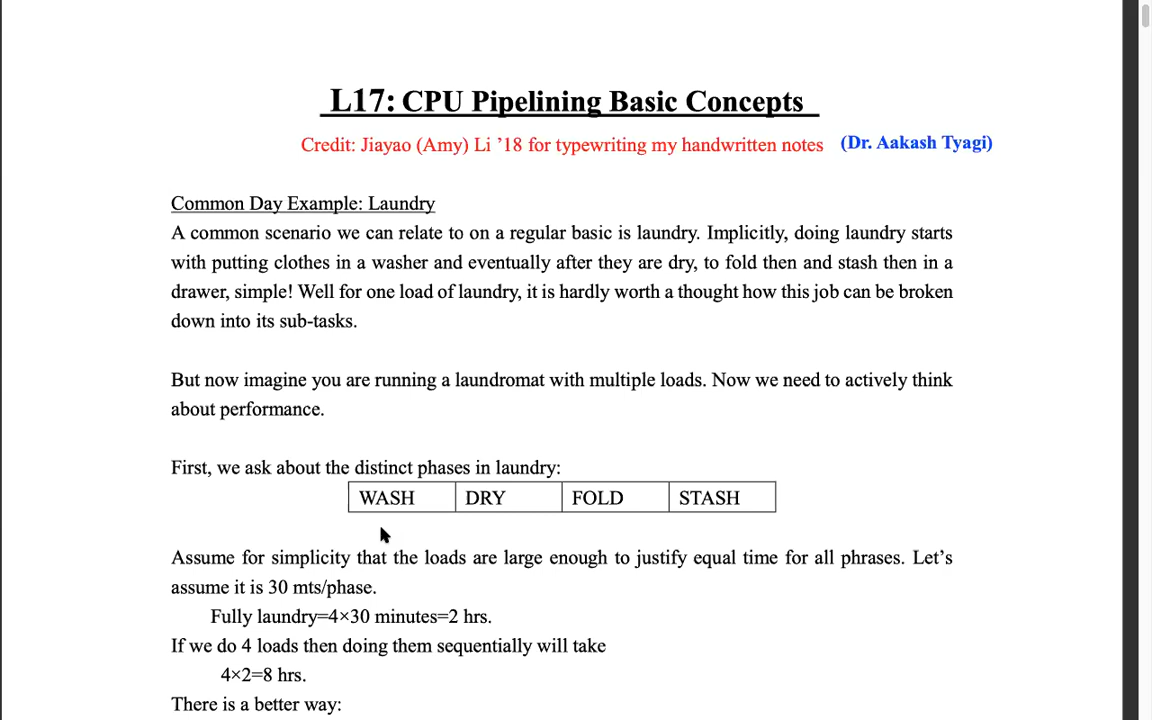 L17: CPU Pipelining Basic Concepts
Credit: Jiayao (Amy) Li ’18 for typewriting my handwritten notes (Dr. Aakash Tyagi)
Common Day Example: Laundry
A common scenario we can relate to on a regular basic is laundry. Implicitly, doing laundry starts
with putting clothes in a washer and eventually after they are dry, to fold then and stash then in a
drawer, simple! Well for one load of laundry, it is hardly worth a thought how this job can be broken
down into its sub-tasks.
But now imagine you are running a laundromat with multiple loads. Now we need to actively think
about performance.
First, we ask about the distinct phases in laundry:
WASH DRY FOLD STASH
Assume for simplicity that the loads are large enough to justify equal time for all phrases. Let’s
assume it is 30 mts/phase.
Fully laundry=4×30 minutes=2 hrs.
If we do 4 loads then doing them sequentially will take
4×2=8 hrs.
There is a better way: